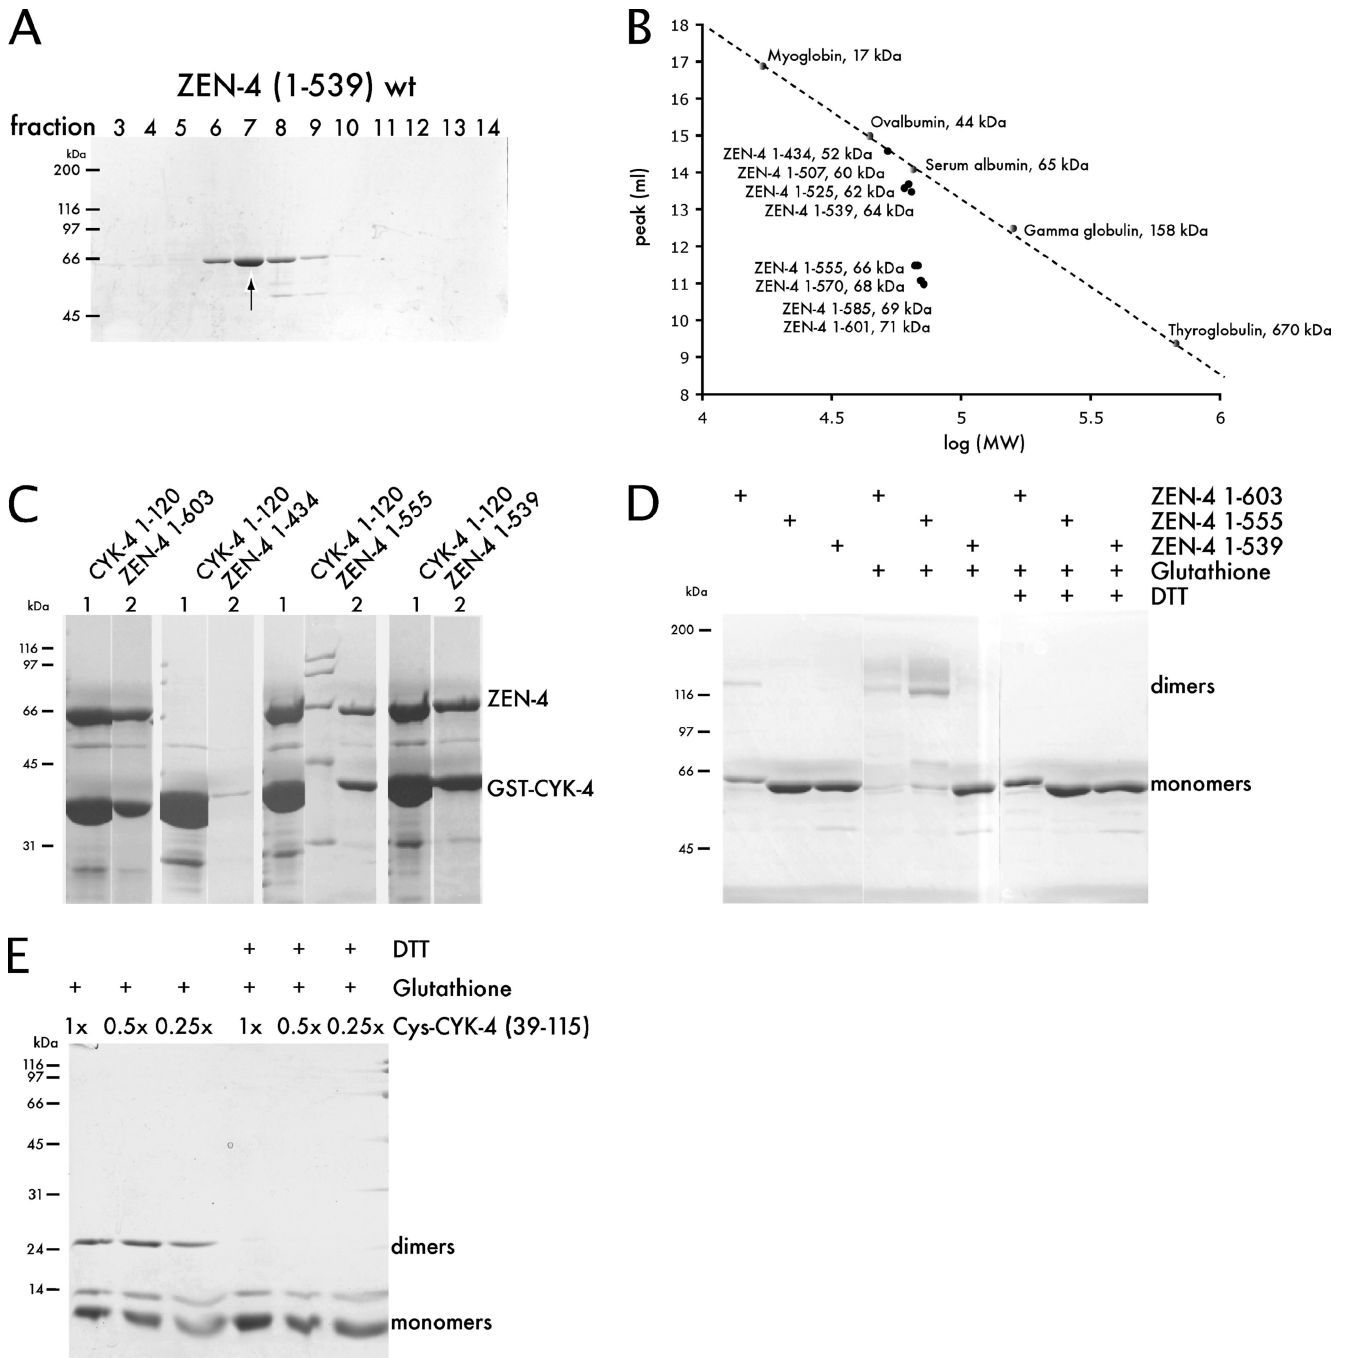 A
ZEN-4 (1-539) wt
fraction 3 4 5 6 7 8 9 10 11 12 13 14
kDa
200
116
97
66
45
B
peak (ml)
18
17
16
15
14
13
12
11
10
9
8
4 4.5 5 5.5 6
log (MW)
Myoglobin, 17 kDa
Ovalbumin, 44 kDa
ZEN-4 1-434, 52 kDa
Serum albumin, 65 kDa
ZEN-4 1-507, 60 kDa
ZEN-4 1-525, 62 kDa
ZEN-4 1-539, 64 kDa
Gamma globulin, 158 kDa
ZEN-4 1-555, 66 kDa
ZEN-4 1-570, 68 kDa
ZEN-4 1-585, 69 kDa
ZEN-4 1-601, 71 kDa
Thyroglobulin, 670 kDa
C
CYK-4 1-120
ZEN-4 1-603
CYK-4 1-120
ZEN-4 1-434
CYK-4 1-120
ZEN-4 1-555
CYK-4 1-120
ZEN-4 1-539
kDa 1 2 1 2 1 2 1 2
116
97
66
45
31
ZEN-4
GST-CYK-4
D
+ + + ZEN-4 1-603
+ + + ZEN-4 1-555
+ + + ZEN-4 1-539
+ + + + + + Glutathione
+ + + DTT
kDa
200
116
97
66
45
dimers
monomers
E
+ + + DTT
+ + + + + + Glutathione
1x 0.5x 0.25x 1x 0.5x 0.25x Cys-CYK-4 (39-115)
kDa
116
97
66
45
31
24
14
dimers
monomers